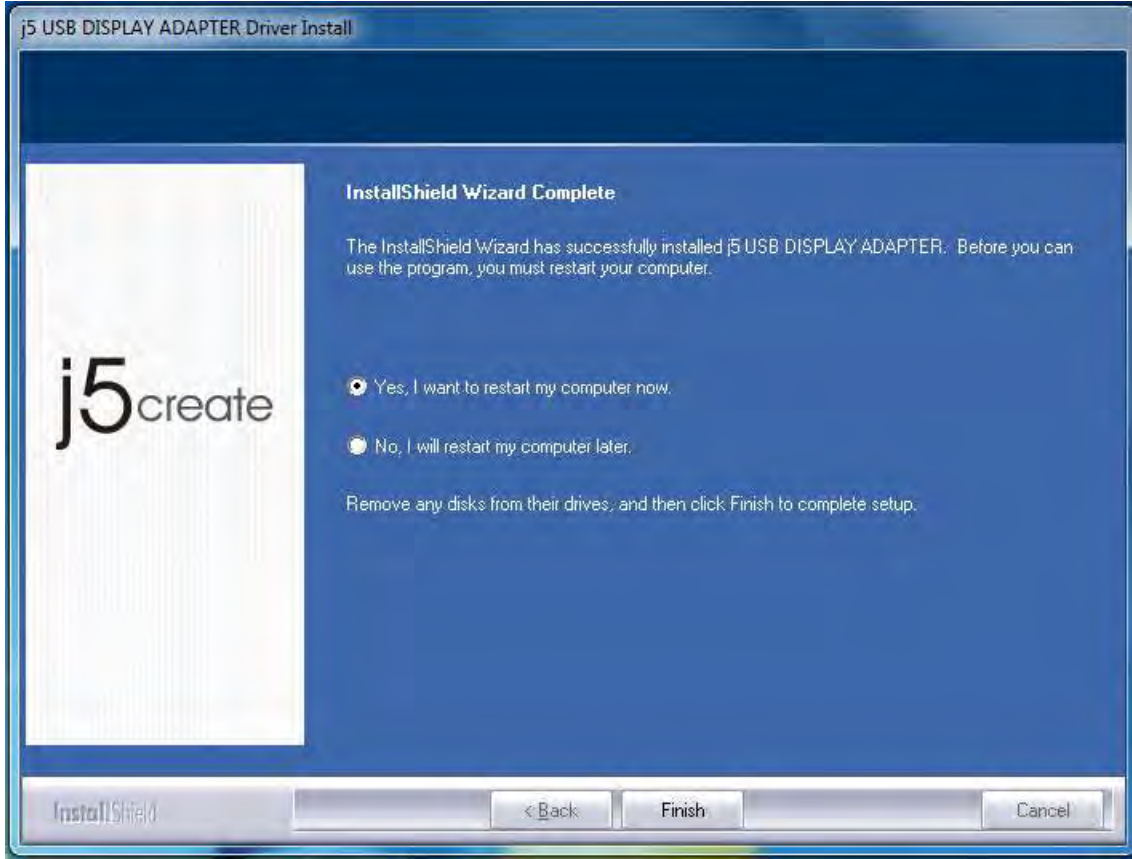 j5 USB DISPLAY ADAPTER Driver Install
InstallShield Wizard Complete
The InstallShield Wizard has successfully installed j5 USB DISPLAY ADAPTER. Before you can
use the program, you must restart your computer.
j5create
Yes, I want to restart my computer now.
No, I will restart my computer later.
Remove any disks from their drives, and then click Finish to complete setup.
InstallShield
< Back
Finish
Cancel